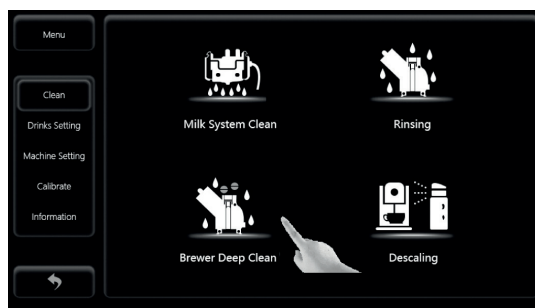 Menu
Clean
Drinks Setting
Machine Setting
Calibrate
Information
Milk System Clean
Rinsing
Brewer Deep Clean
Descaling